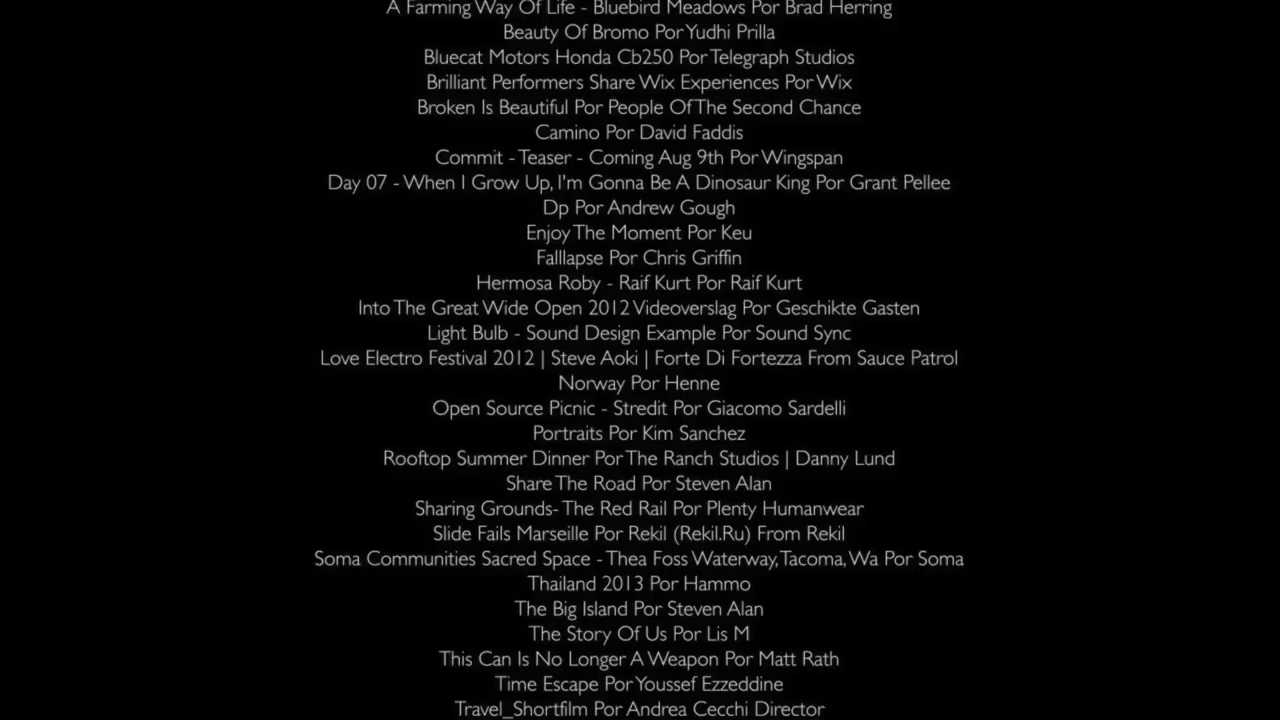 A Farming Way Of Life - Bluebird Meadows Por Brad Herring
Beauty Of Bromo Por Yudhi Prilla
Bluecat Motors Honda Cb250 Por Telegraph Studios
Brilliant Performers Share Wix Experiences Por Wix
Broken Is Beautiful Por People Of The Second Chance
Camino Por David Faddis
Commit - Teaser - Coming Aug 9th Por Wingspan
Day 07 - When I Grow Up, I'm Gonna Be A Dinosaur King Por Grant Pellee
Dp Por Andrew Gough
Enjoy The Moment Por Keu
Falllapse Por Chris Griffin
Hermosa Roby - Raif Kurt Por Raif Kurt
Into The Great Wide Open 2012 Videoverslag Por Geschikte Gasten
Light Bulb - Sound Design Example Por Sound Sync
Love Electro Festival 2012 | Steve Aoki | Forte Di Fortezza From Sauce Patrol
Norway Por Henne
Open Source Picnic - Stredit Por Giacomo Sardelli
Portraits Por Kim Sanchez
Rooftop Summer Dinner Por The Ranch Studios | Danny Lund
Share The Road Por Steven Alan
Sharing Grounds- The Red Rail Por Plenty Humanwear
Slide Fails Marseille Por Rekil (Rekil.Ru) From Rekil
Soma Communities Sacred Space - Thea Foss Waterway, Tacoma, Wa Por Soma
Thailand 2013 Por Hammo
The Big Island Por Steven Alan
The Story Of Us Por Lis M
This Can Is No Longer A Weapon Por Matt Rath
Time Escape Por Youssef Ezzeddine
Travel_Shortfilm Por Andrea Cecchi Director